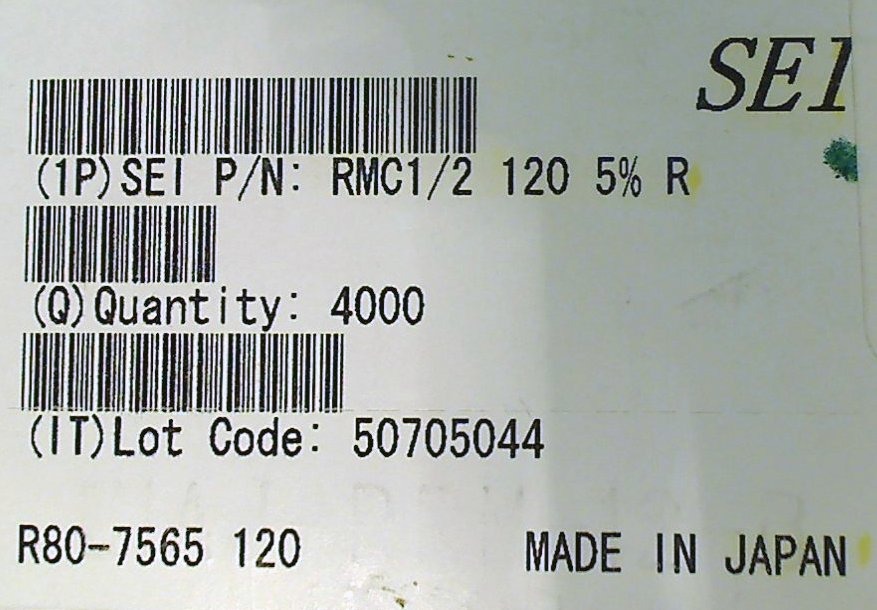 SEI
(1P)SEI P/N: RMC1/2 120 5% R
(Q)Quantity: 4000
(IT)Lot Code: 50705044
R80-7565 120
MADE IN JAPAN